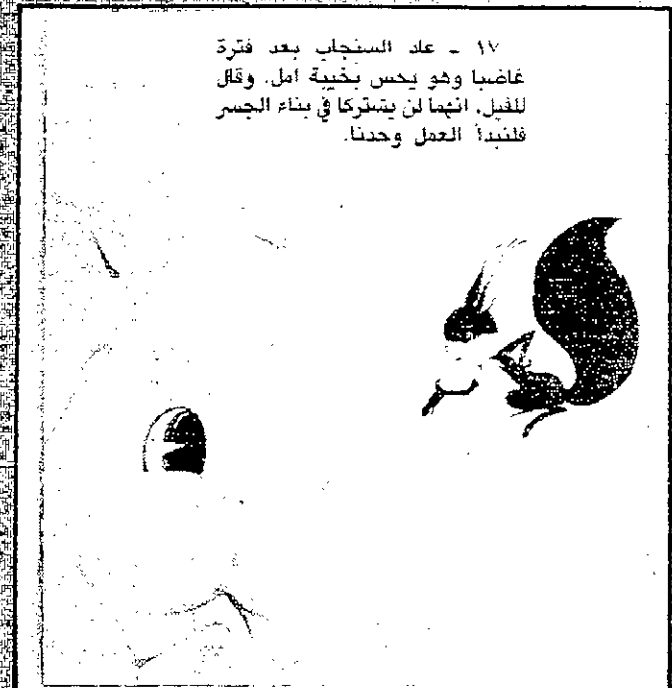 ١٧ - عاد السنجاب بعد فترة
غاضبا وهو يحس بخيبة امل. وقال
للفيل. انهما لن يشتركا في بناء الجسر
فلنبدأ العمل وحدنا.